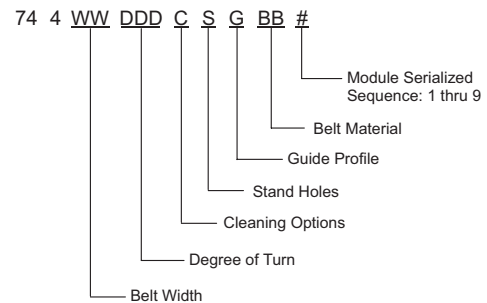 74 4 WW DDD C S G BB #
Module Serialized
Sequence: 1 thru 9
Belt Material
Guide Profile
Stand Holes
Cleaning Options
Degree of Turn
Belt Width